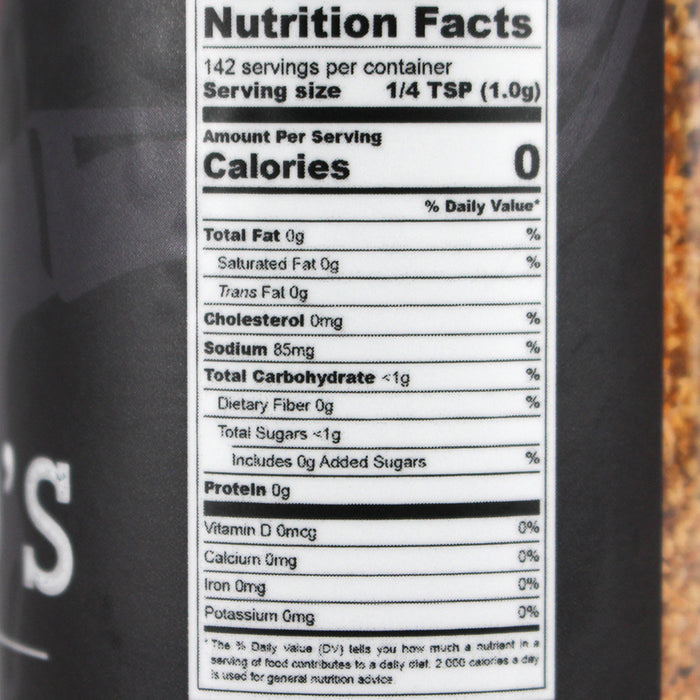 Nutrition Facts
142 servings per container
Serving size 1/4 TSP (1.0g)
Amount Per Serving
Calories 0
% Daily Value*
Total Fat 0g %
Saturated Fat 0g %
Trans Fat 0g
Cholesterol 0mg %
Sodium 85mg %
Total Carbohydrate <1g %
Dietary Fiber 0g %
Total Sugars <1g
Includes 0g Added Sugars %
Protein 0g
Vitamin D 0mcg 0%
Calcium 0mg 0%
Iron 0mg 0%
Potassium 0mg 0%
*The % Daily Value (DV) tells you how much a nutrient in a
serving of food contributes to a daily diet. 2 000 calories a day
is used for general nutrition advice
'S